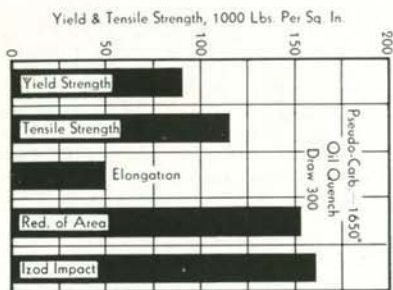 Yield & Tensile Strength, 1000 Lbs. Per Sq. In.
0
50
100
150
200
Yield Strength
Tensile Strength
Elongation
Red. of Area
Izod Impact
Pseudo-Carb.—1650°
Oil Quench
Draw 300